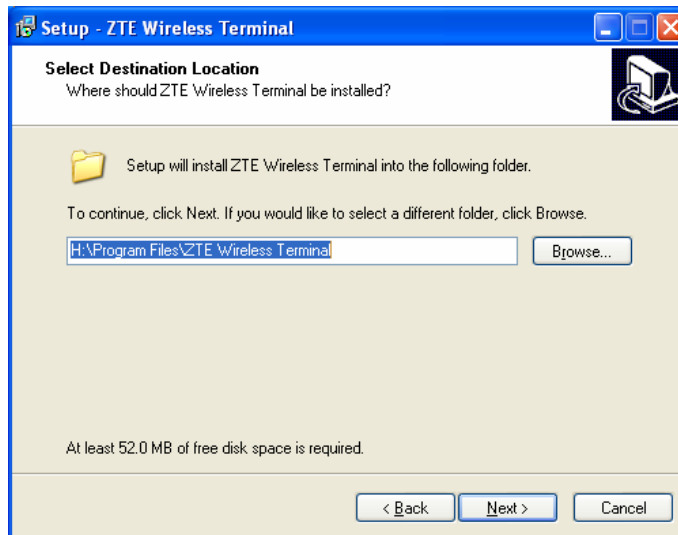 Setup - ZTE Wireless Terminal
Select Destination Location
Where should ZTE Wireless Terminal be installed?
Setup will install ZTE Wireless Terminal into the following folder.
To continue, click Next. If you would like to select a different folder, click Browse.
H:\Program Files\ZTE Wireless Terminal
Browse...
At least 52.0 MB of free disk space is required.
< Back
Next >
Cancel